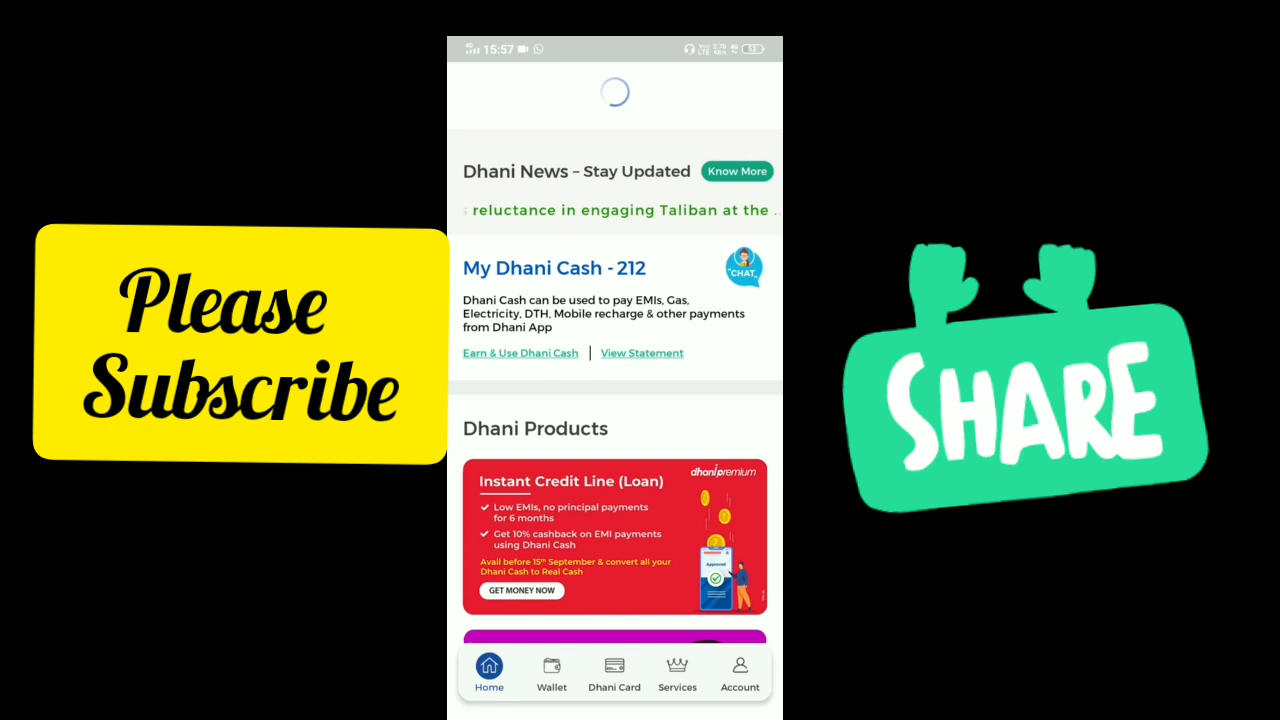 15:57
52
Dhani News – Stay Updated
Know More
reluctance in engaging Taliban at the ..
My Dhani Cash - 212
"CHAT"
Dhani Cash can be used to pay EMIs, Gas,
Electricity, DTH, Mobile recharge & other payments
from Dhani App
Earn & Use Dhani Cash | View Statement
Dhani Products
dhani premium
Instant Credit Line (Loan)
Low EMIs, no principal payments
for 6 months
Get 10% cashback on EMI payments
using Dhani Cash
Avail before 15th September & convert all your
Dhani Cash to Real Cash
GET MONEY NOW
Approved
Home Wallet Dhani Card Services Account
Please
Subscribe
SHARE